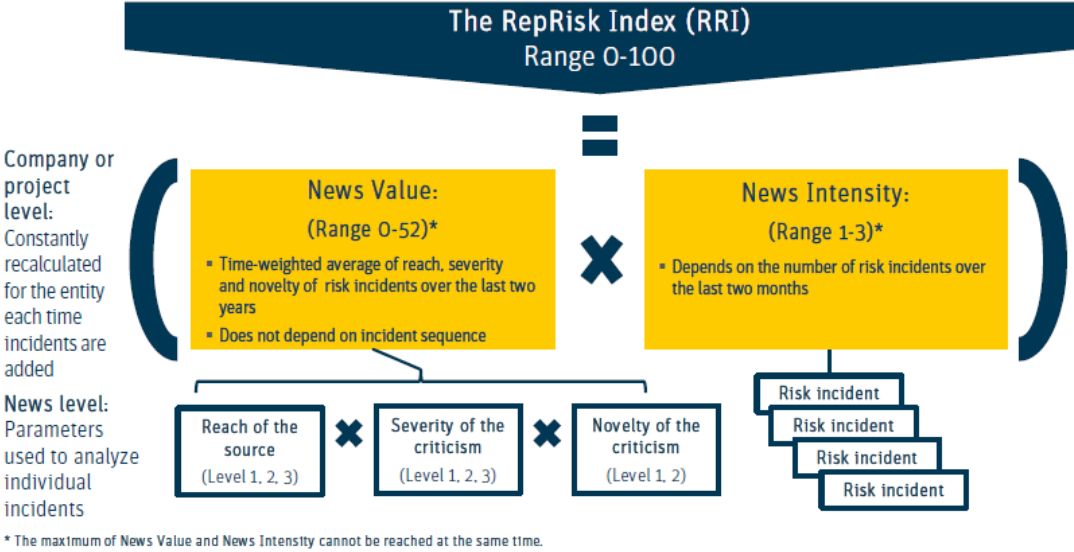 The RepRisk Index (RRI)
Range 0-100
=
Company or
project
level:
Constantly
recalculated
for the entity
each time
incidents are
added
News Value:
(Range 0-52)*
▪ Time-weighted average of reach, severity
and novelty of risk incidents over the last two
years
▪ Does not depend on incident sequence
News Intensity:
(Range 1-3)*
▪ Depends on the number of risk incidents over
the last two months
News level:
Parameters
used to analyze
individual
incidents
Reach of the
source
(Level 1, 2, 3)
Severity of the
criticism
(Level 1, 2, 3)
Novelty of the
criticism
(Level 1, 2)
Risk incident
Risk incident
Risk incident
Risk incident
* The maximum of News Value and News Intensity cannot be reached at the same time.